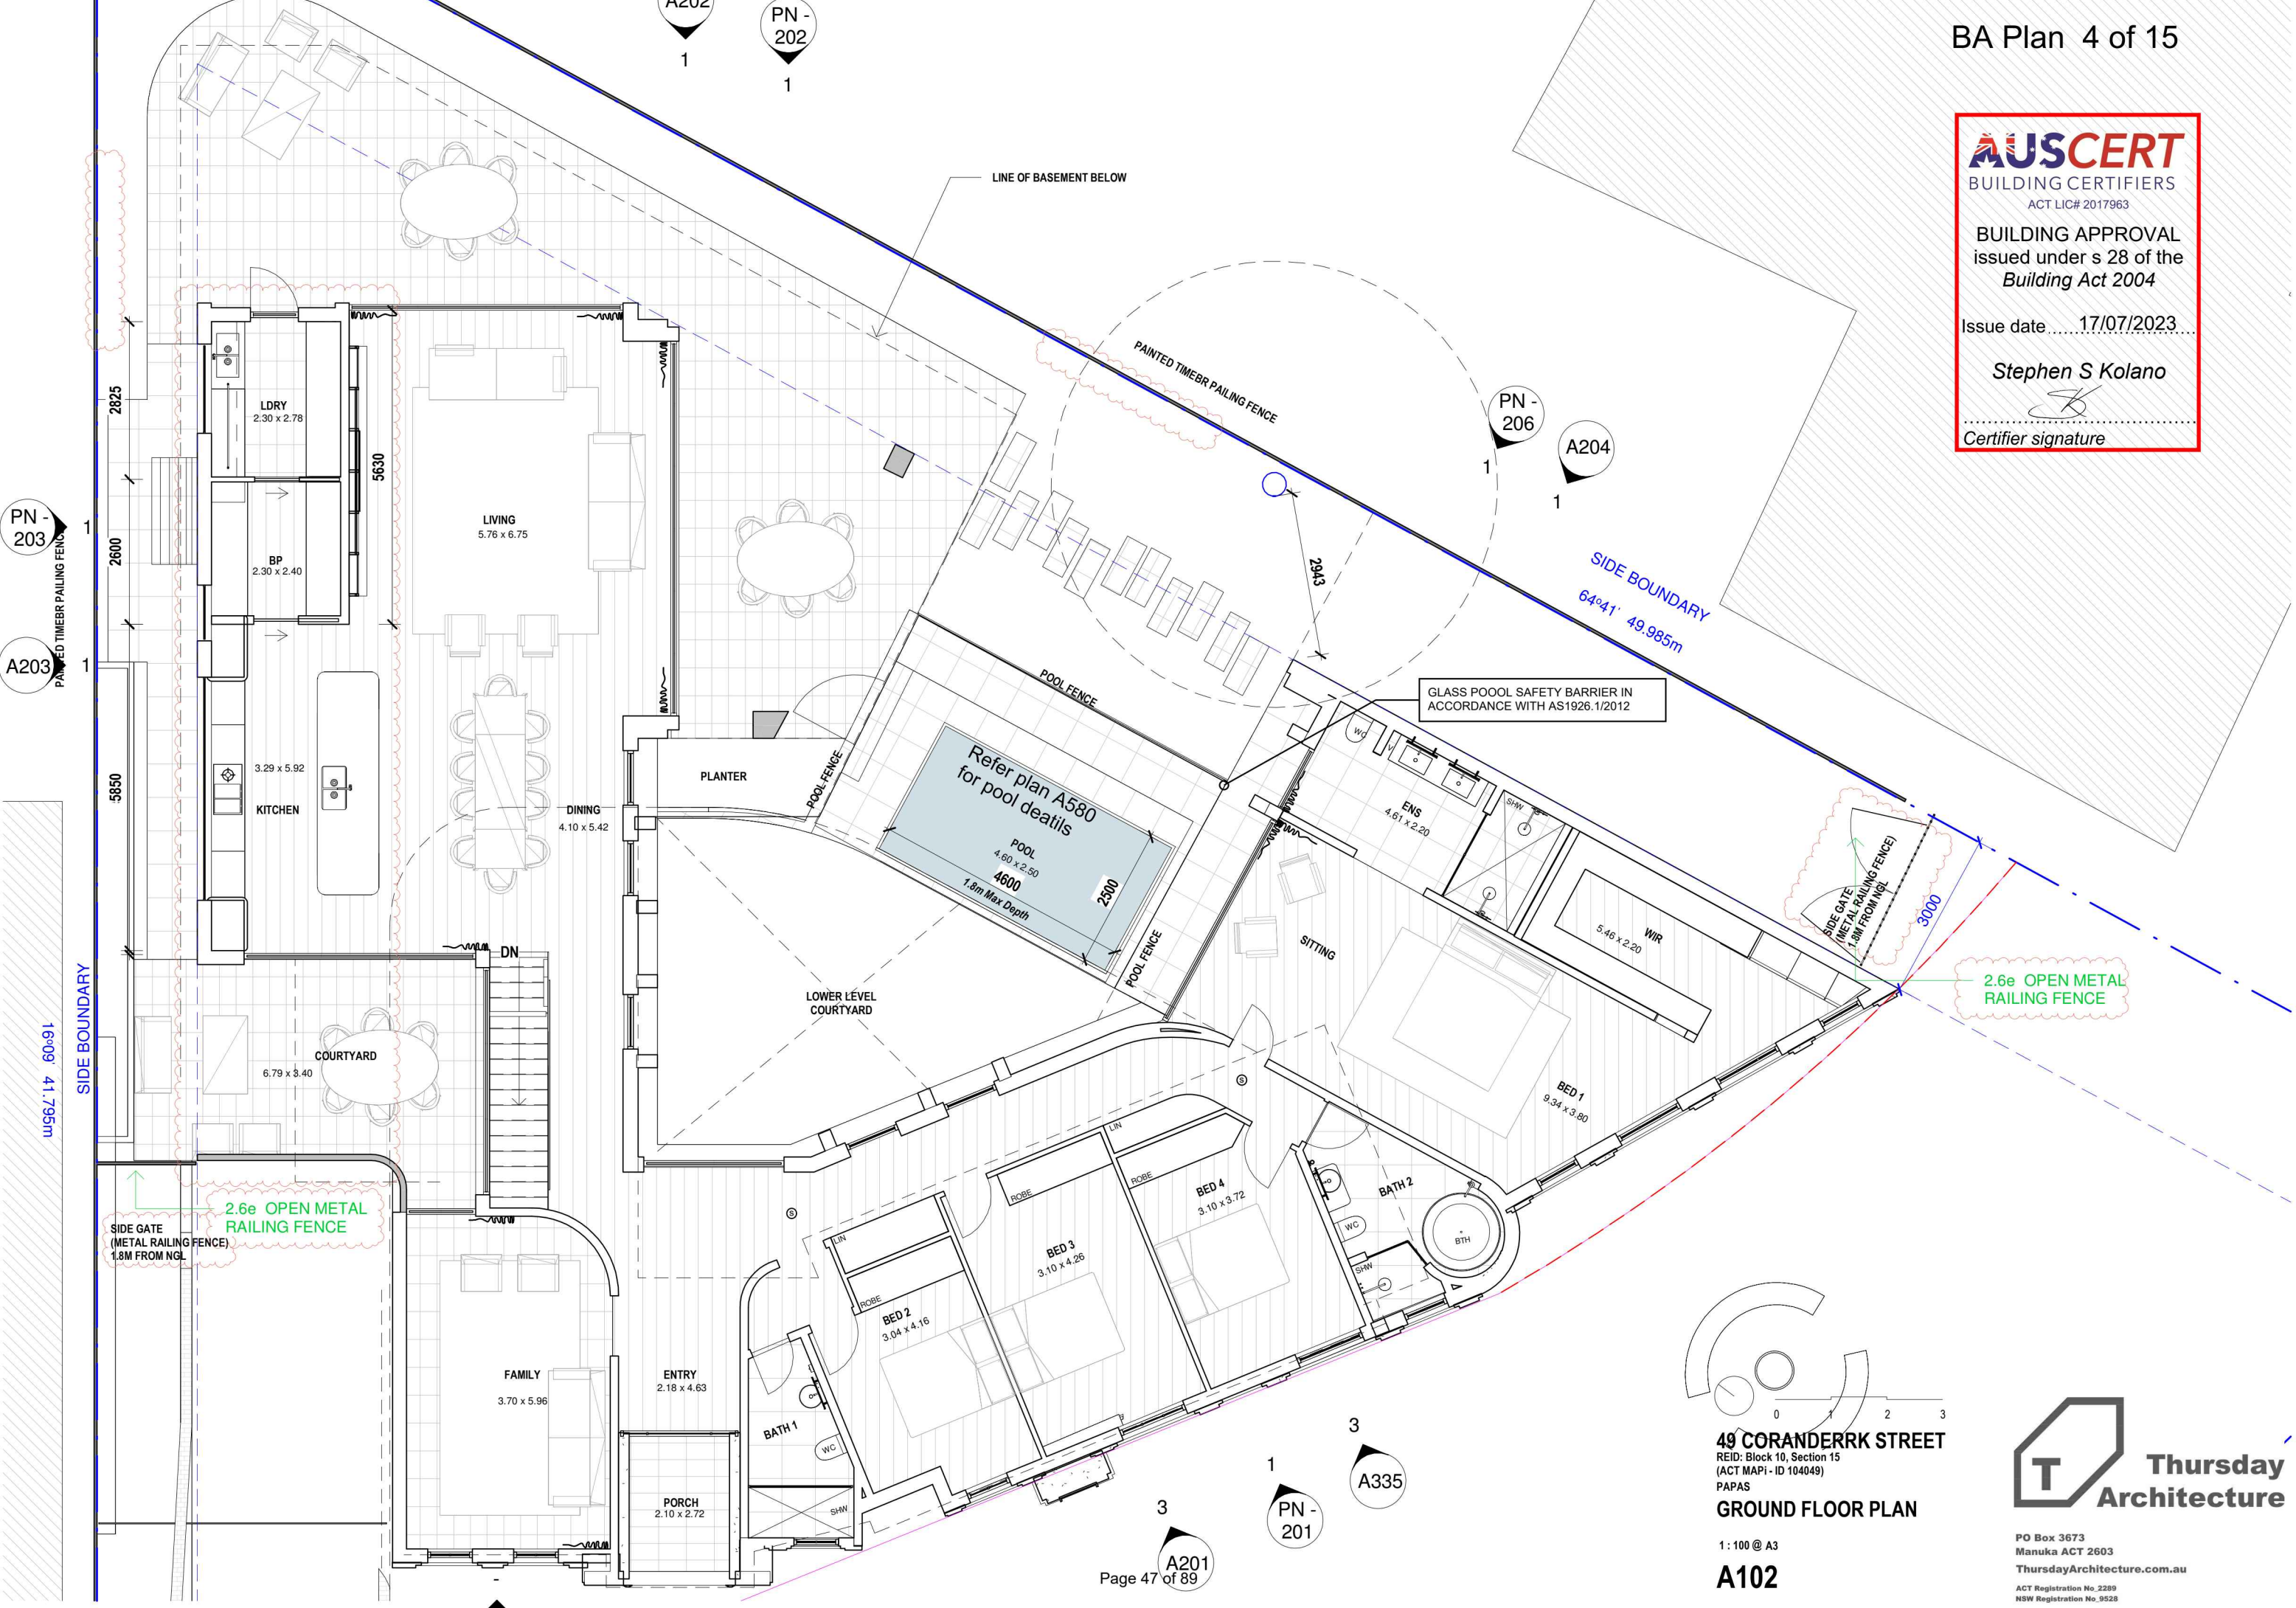 A202
1
PN -
202
1
BA Plan 4 of 15
AUSCERT
BUILDING CERTIFIERS
ACT LIC# 2017963
BUILDING APPROVAL
issued under s 28 of the
Building Act 2004
Issue date 17/07/2023
Stephen S Kolano
Certifier signature
LINE OF BASEMENT BELOW
PAINTED TIMEBR PAILING FENCE
PN -
206
1
A204
1
SIDE BOUNDARY
64º41' 49.985m
2943
2825
2600
5850
5630
LDRY
2.30 x 2.78
BP
2.30 x 2.40
LIVING
5.76 x 6.75
PN -
203
1
PAINTED TIMEBR PAILING FENCE
A203
1
3.29 x 5.92
KITCHEN
DINING
4.10 x 5.42
PLANTER
POOL FENCE
POOL FENCE
POOL FENCE
GLASS POOOL SAFETY BARRIER IN
ACCORDANCE WITH AS1926.1/2012
Refer plan A580
for pool deatils
POOL
4.60 x 2.50
4600
1.8m Max Depth
2500
WC
V
ENS
4.61 x 2.20
SHW
WIR
5.46 x 2.20
SITTING
SIDE GATE
(METAL RAILING FENCE)
1.8M FROM NGL
3000
2.6e OPEN METAL
RAILING FENCE
DN
LOWER LEVEL
COURTYARD
COURTYARD
6.79 x 3.40
SIDE BOUNDARY
16º09' 41.795m
BED 1
9.34 x 3.80
S
LIN
ROBE
BED 4
3.10 x 3.72
BATH 2
WC
BTH
SHW
ROBE
BED 3
3.10 x 4.26
S
LIN
ROBE
BED 2
3.04 x 4.16
2.6e OPEN METAL
RAILING FENCE
SIDE GATE
(METAL RAILING FENCE)
1.8M FROM NGL
FAMILY
3.70 x 5.96
ENTRY
2.18 x 4.63
BATH 1
WC
SHW
PORCH
2.10 x 2.72
3
A335
1
PN -
201
3
A201
Page 47 of 89
0 1 2 3
49 CORANDERRK STREET
REID: Block 10, Section 15
(ACT MAPi - ID 104049)
PAPAS
GROUND FLOOR PLAN
1 : 100 @ A3
A102
T
Thursday
Architecture
PO Box 3673
Manuka ACT 2603
ThursdayArchitecture.com.au
ACT Registration No_2289
NSW Registration No_9528